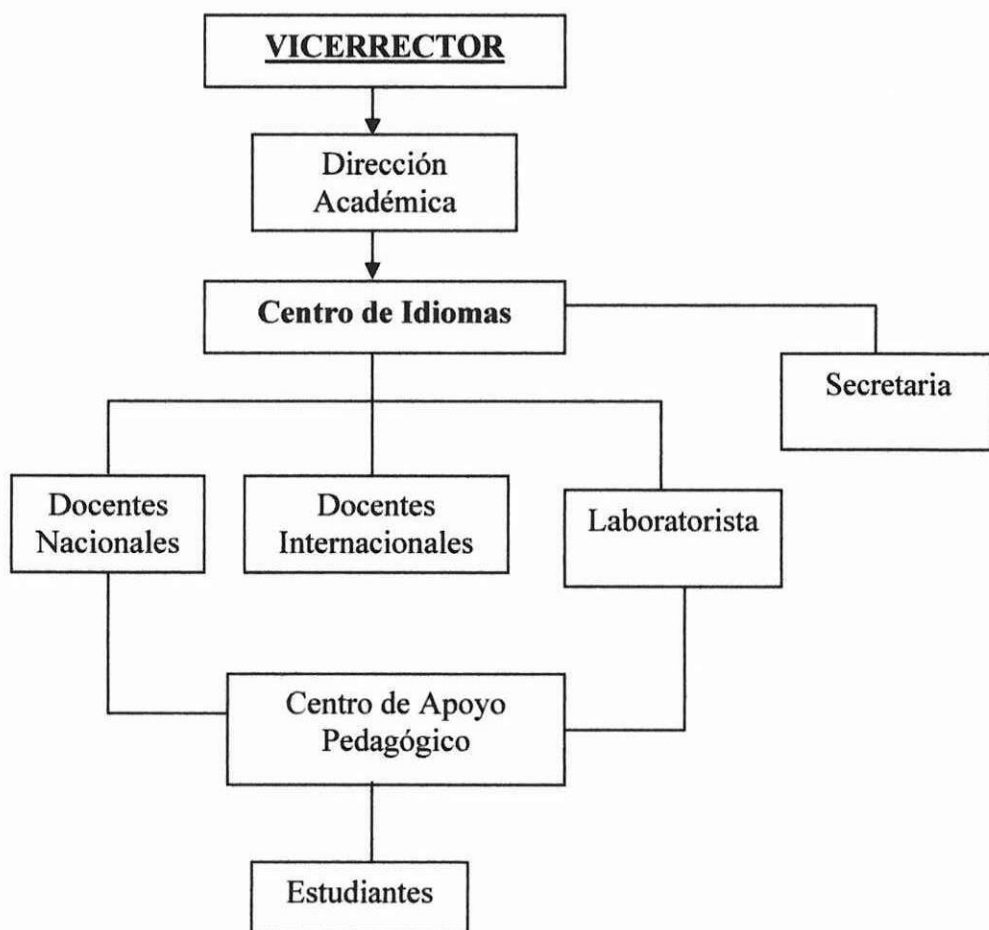 VICERRECTOR
Dirección
Académica
Centro de Idiomas
Secretaria
Docentes
Nacionales
Docentes
Internacionales
Laboratorista
Centro de Apoyo
Pedagógico
Estudiantes